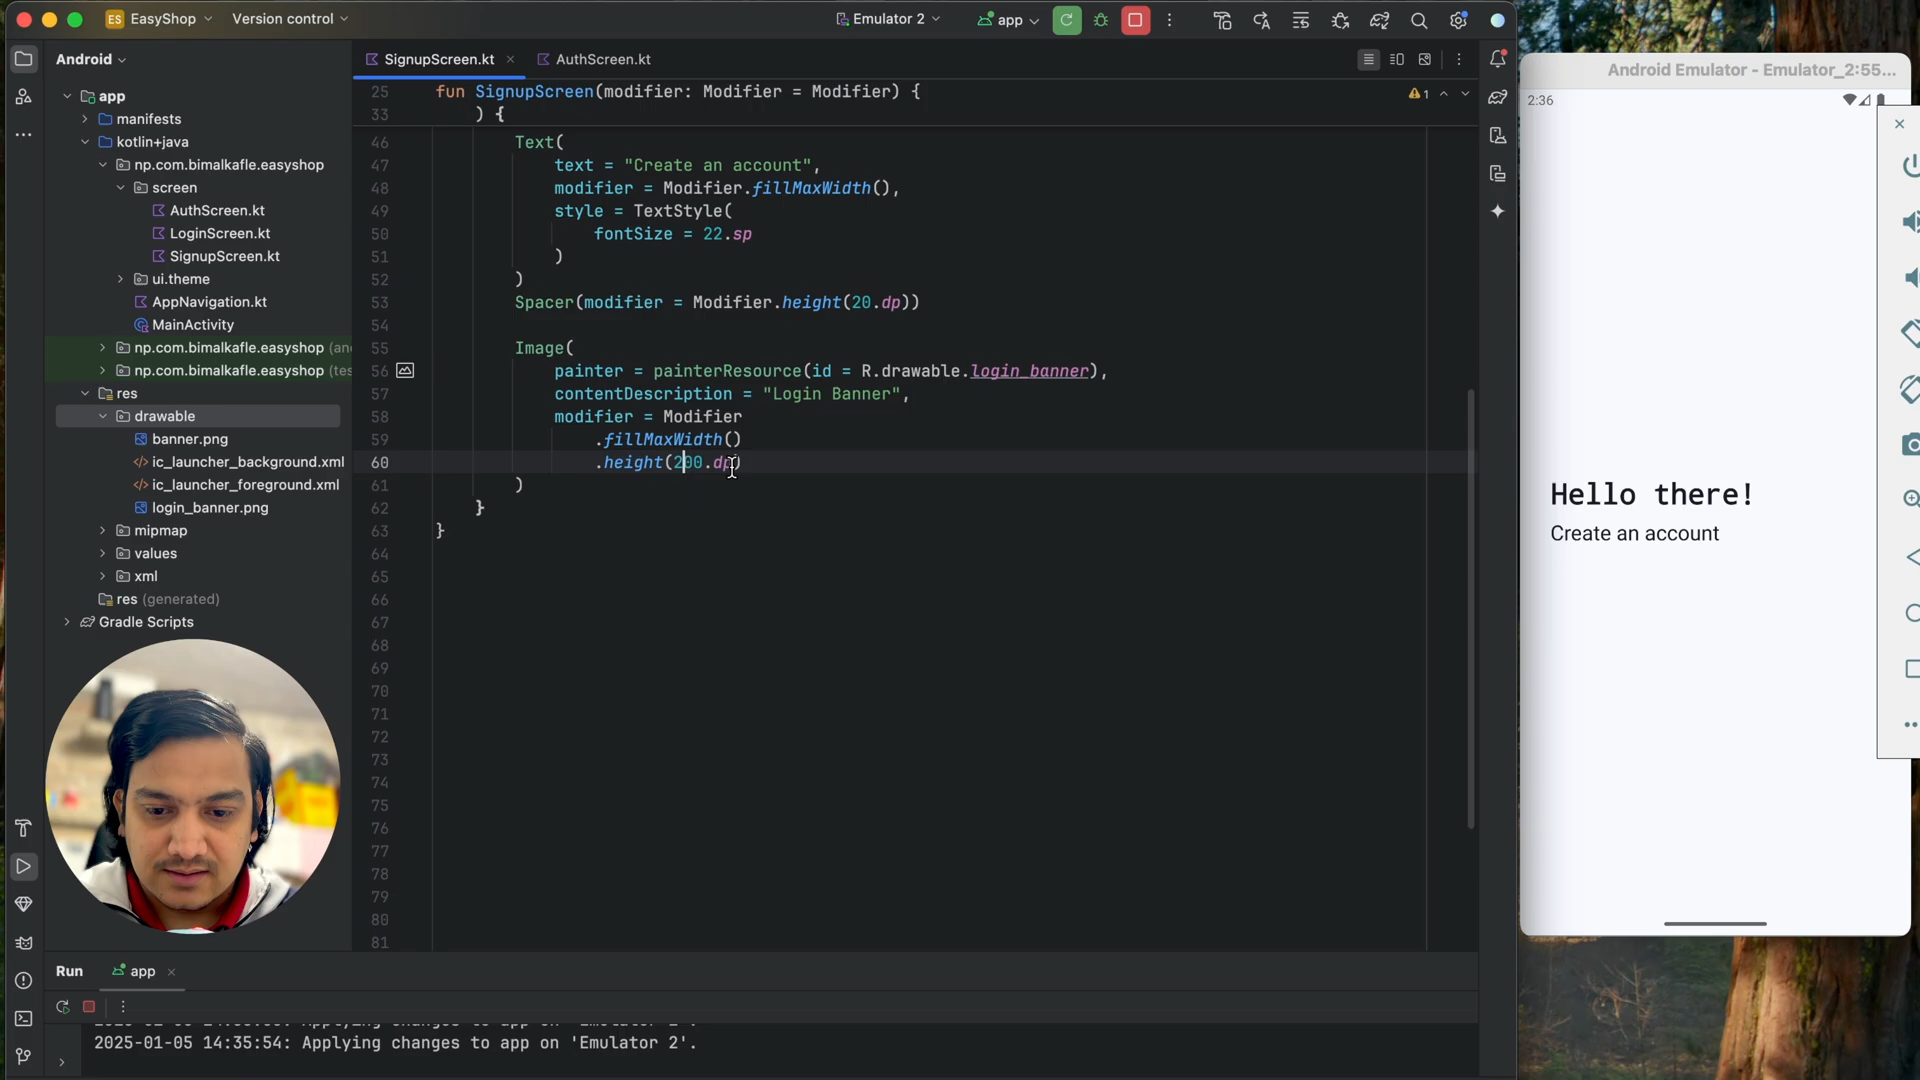 ES EasyShop Version control Emulator 2 app
Android
SignupScreen.kt AuthScreen.kt
app
manifests
kotlin+java
np.com.bimalkafle.easyshop
screen
AuthScreen.kt
LoginScreen.kt
SignupScreen.kt
ui.theme
AppNavigation.kt
MainActivity
np.com.bimalkafle.easyshop (an
np.com.bimalkafle.easyshop (tes
res
drawable
banner.png
ic_launcher_background.xml
ic_launcher_foreground.xml
login_banner.png
mipmap
values
xml
res (generated)
Gradle Scripts
25 fun SignupScreen(modifier: Modifier = Modifier) { 1
33 ) {
46 Text(
47 text = "Create an account",
48 modifier = Modifier.fillMaxWidth(),
49 style = TextStyle(
50 fontSize = 22.sp
51 )
52 )
53 Spacer(modifier = Modifier.height(20.dp))
54
55 Image(
56 painter = painterResource(id = R.drawable.login_banner),
57 contentDescription = "Login Banner",
58 modifier = Modifier
59 .fillMaxWidth()
60 .height(200.dp)
61 )
62 }
63 }
64
65
66
67
68
69
70
71
72
73
74
75
76
77
78
79
80
81
Android Emulator - Emulator_2:55...
2:36
Hello there!
Create an account
Run app
2025-01-05 14:35:54: Applying changes to app on 'Emulator 2'.